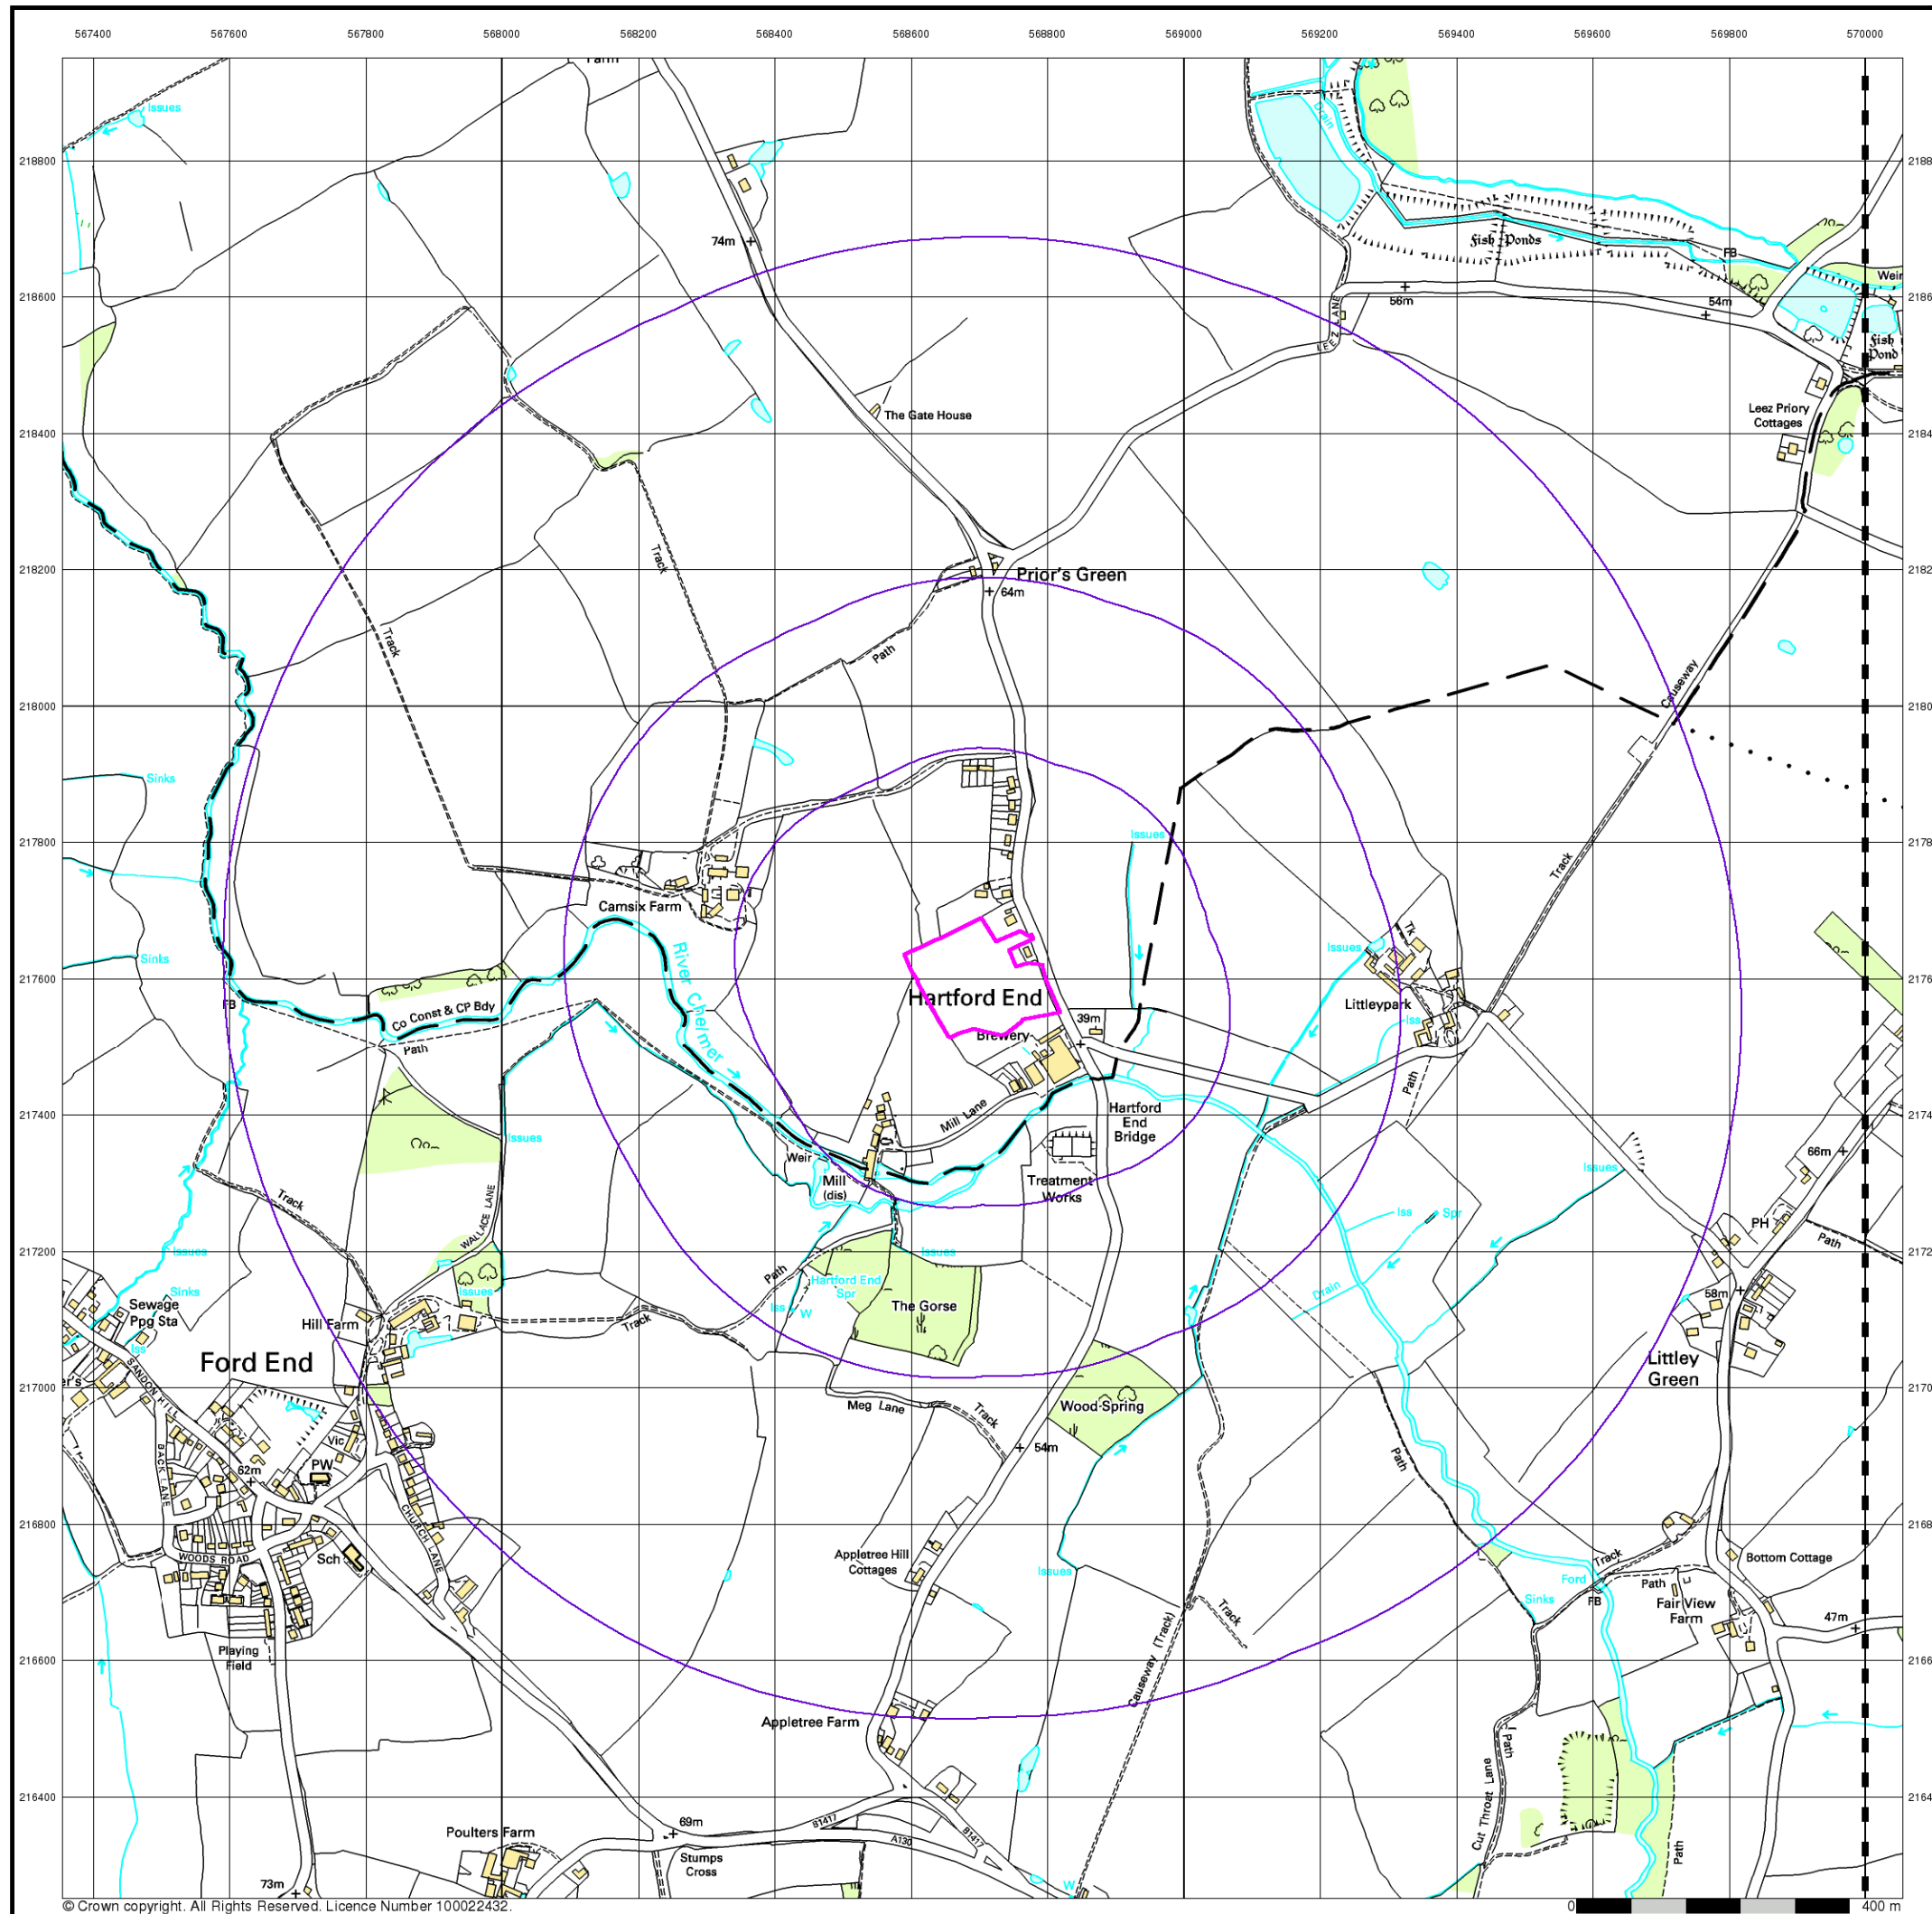 567400 567600 567800 568000 568200 568400 568600 568800 569000 569200 569400 569600 569800 570000
Issues
Drain
218800
74m
Fish Ponds
FB
Weir
218600
56m
54m
LEEZ LANE
Fish
Pond
The Gate House
Leez Priory
Cottages
218400
Track
218200
Prior's Green
64m
Track
Path
Causeway
218000
Sinks
Issues
217800
Track
Camsix Farm
Tk
Issues
Sinks
River Chelmer
217600
FB
Co Const & CP Bdy
Hartford End
Littleypark
39m
Iss
Path
Brewery
Path
217400
Mill Lane
Hartford
End
Bridge
Issues
Weir
66m
Mill
(dis)
Treatment
Works
Issues
Track
WALLACE LANE
Iss
Spr
PH
217200
Issues
Issues
Path
Path
Hartford End
Spr
Drain
Sinks
Issues
Iss
W
The Gorse
58m
Sewage
Ppg Sta
Hill Farm
Track
Iss
Ford End
Littley
Green
er's
SANDON HILL
217000
Meg Lane
Track
Wood Spring
Vic
BACK LANE
54m
Path
62m
PW
216800
CHURCH LANE
WOODS ROAD
Sch
Appletree Hill
Cottages
Issues
Track
Bottom Cottage
Ford
Path
Sinks
FB
Fair View
Farm
Track
47m
Playing
Field
Causeway (Track)
216600
Appletree Farm
Path
216400
Cut Throat Lane
Path
69m
B1417
A130
B1417
Poulters Farm
Stumps
Cross
73m
W
© Crown copyright. All Rights Reserved. Licence Number 100022432.
0 400 m